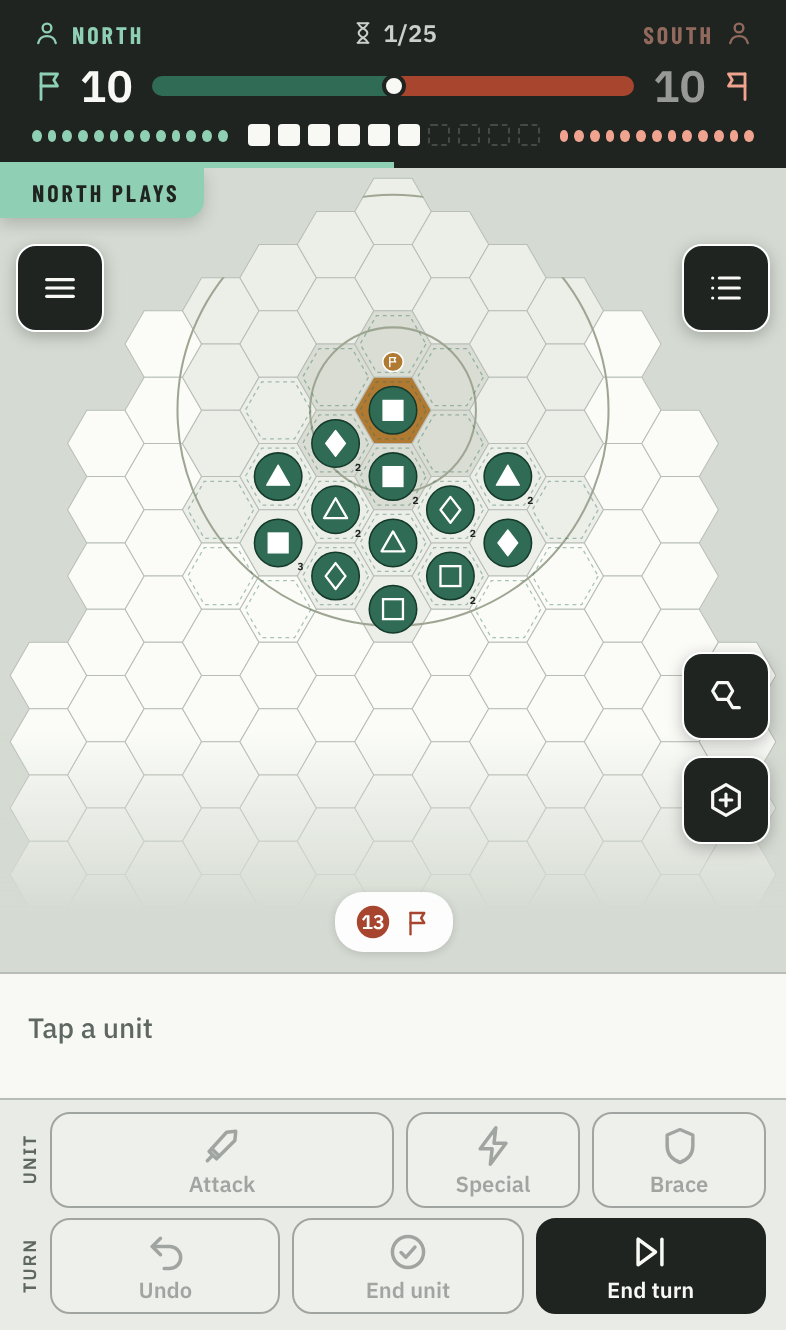 NORTH
1/25
SOUTH
10
10
NORTH PLAYS
2
2
2
2
2
3
2
13
Tap a unit
UNIT
Attack
Special
Brace
TURN
Undo
End unit
End turn